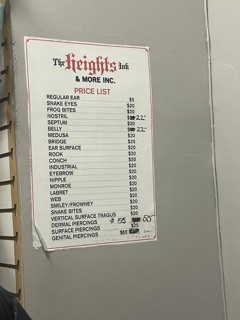 The Heights Ink
& MORE INC.
PRICE LIST
REGULAR EAR $5
SNAKE EYES $20
FROG BITES $20
NOSTRIL 22
SEPTUM $20
BELLY 22
MEDUSA $20
BRIDGE $20
EAR SURFACE $20
ROOK $20
CONCH $20
INDUSTRIAL $20
EYEBROW $20
NIPPLE $20
MONROE $20
LABRET $20
WEB $20
SMILEY/FROWNEY $20
SNAKE BITES $20
VERTICAL SURFACE TRAGUS $20
DERMAL PIERCINGS
SURFACE PIERCINGS
GENITAL PIERCINGS